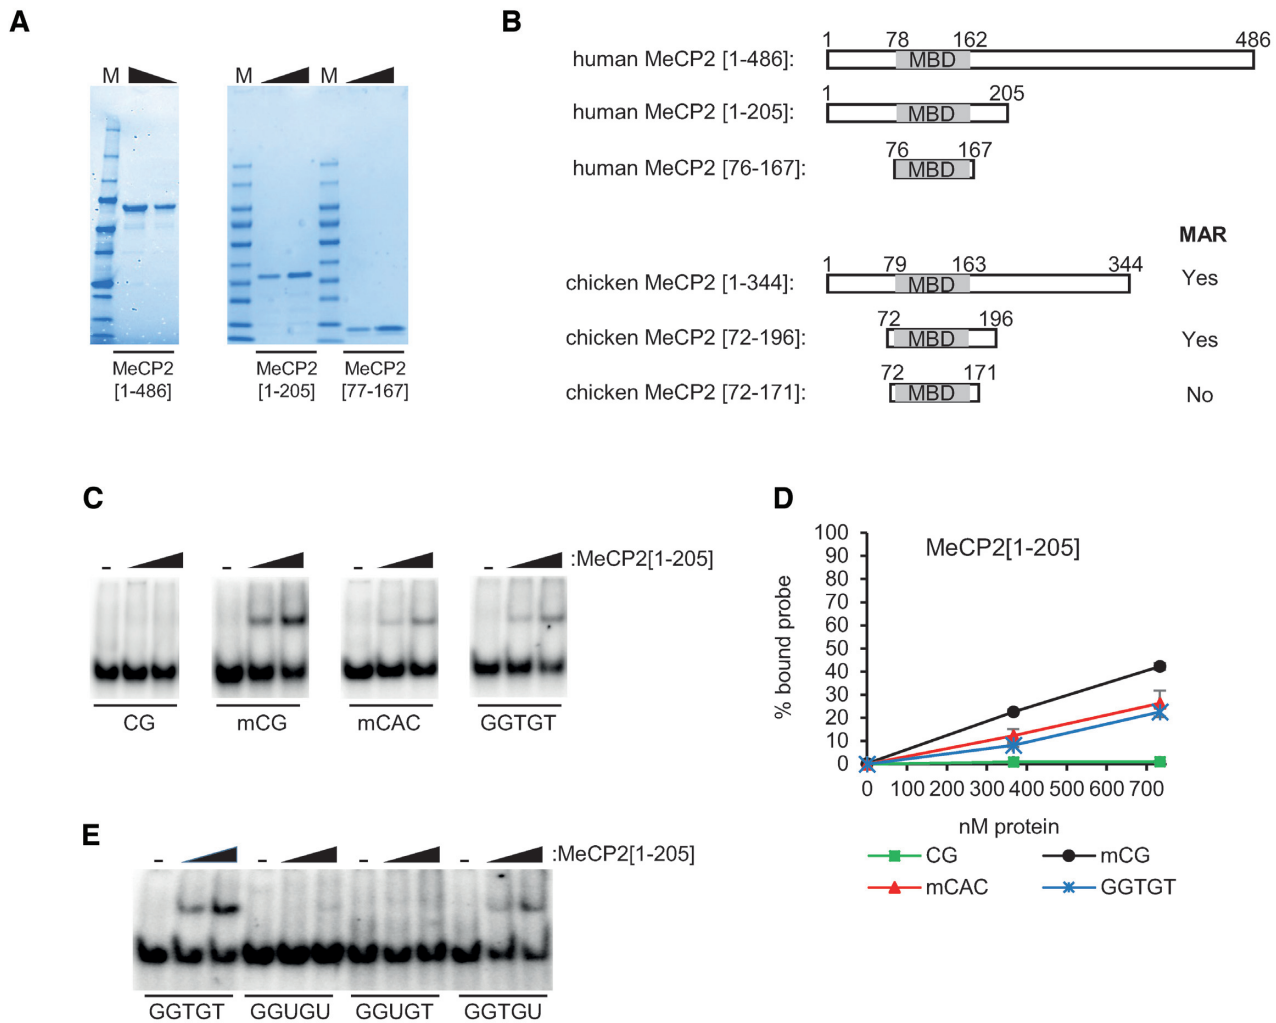 A
M
M M
MeCP2
[1-486]
MeCP2
[1-205]
MeCP2
[77-167]
B
human MeCP2 [1-486]:
1 78 162 486
MBD
human MeCP2 [1-205]:
1 205
MBD
human MeCP2 [76-167]:
76 167
MBD
MAR
chicken MeCP2 [1-344]:
1 79 163 344
MBD
Yes
chicken MeCP2 [72-196]:
72 196
MBD
Yes
chicken MeCP2 [72-171]:
72 171
MBD
No
C
- - - - :MeCP2[1-205]
CG mCG mCAC GGTGT
D
MeCP2[1-205]
% bound probe
100
90
80
70
60
50
40
30
20
10
0
0 100 200 300 400 500 600 700
nM protein
CG mCG
mCAC GGTGT
E
- - - - :MeCP2[1-205]
GGTGT GGUGU GGUGT GGTGU